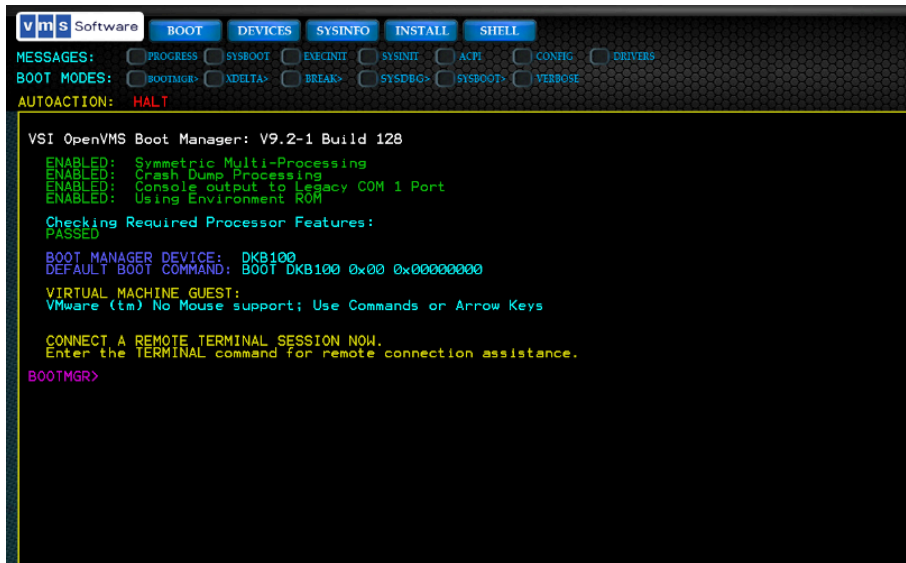 vms Software BOOT DEVICES SYSINFO INSTALL SHELL
MESSAGES: PROGRESS SYSBOOT EXECINIT SYSINIT ACPI CONFIG DRIVERS
BOOT MODES: BOOTMGR> XDELTA> BREAK> SYSDBG> SYSBOOT> VERBOSE
AUTOACTION: HALT
VSI OpenVMS Boot Manager: V9.2-1 Build 128
ENABLED: Symmetric Multi-Processing
ENABLED: Crash Dump Processing
ENABLED: Console output to Legacy COM 1 Port
ENABLED: Using Environment ROM
Checking Required Processor Features:
PASSED
BOOT MANAGER DEVICE: DKB100
DEFAULT BOOT COMMAND: BOOT DKB100 0x00 0x00000000
VIRTUAL MACHINE GUEST:
VMware (tm) No Mouse support; Use Commands or Arrow Keys
CONNECT A REMOTE TERMINAL SESSION NOW.
Enter the TERMINAL command for remote connection assistance.
BOOTMGR>